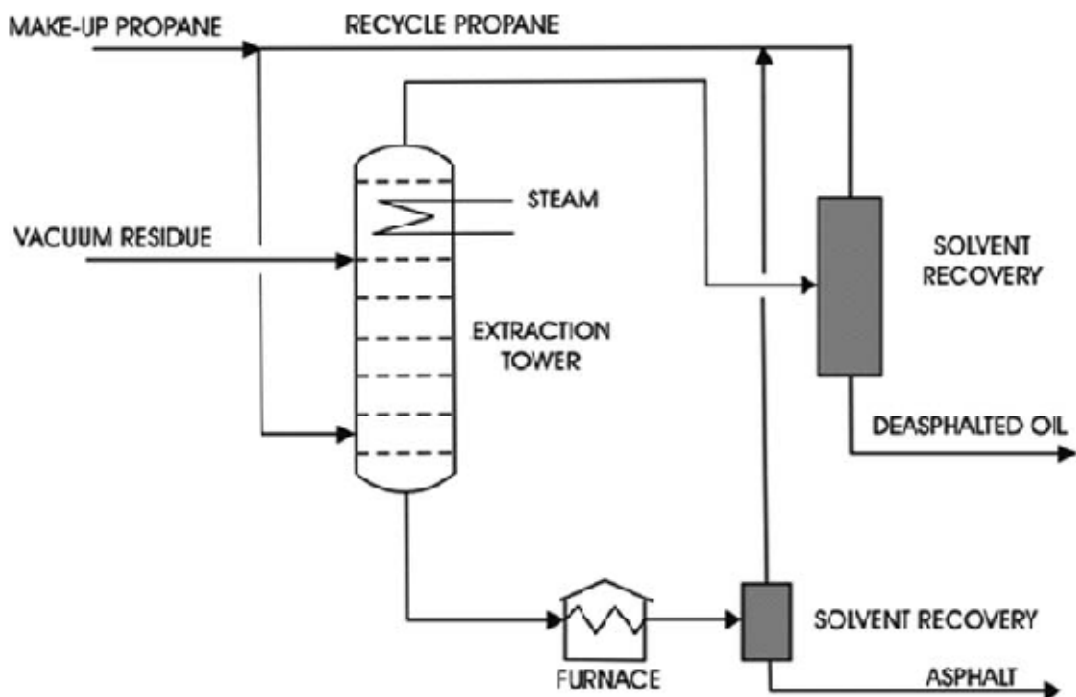 MAKE-UP PROPANE
RECYCLE PROPANE
STEAM
VACUUM RESIDUE
SOLVENT
RECOVERY
EXTRACTION
TOWER
DEASPHALTED OIL
SOLVENT RECOVERY
FURNACE
ASPHALT